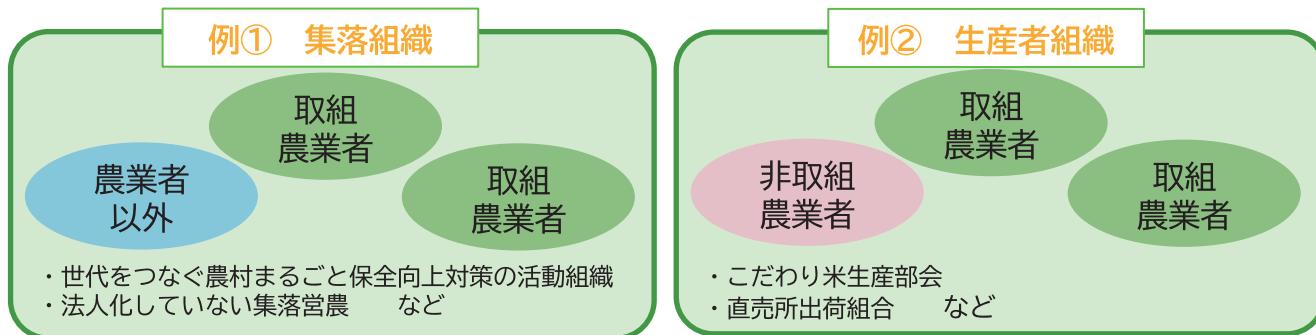 例①　集落組織
取組
農業者
農業者
以外
取組
農業者
・世代をつなぐ農村まるごと保全向上対策の活動組織
・法人化していない集落営農　　など
例②　生産者組織
取組
農業者
非取組
農業者
取組
農業者
・こだわり米生産部会
・直売所出荷組合　　など